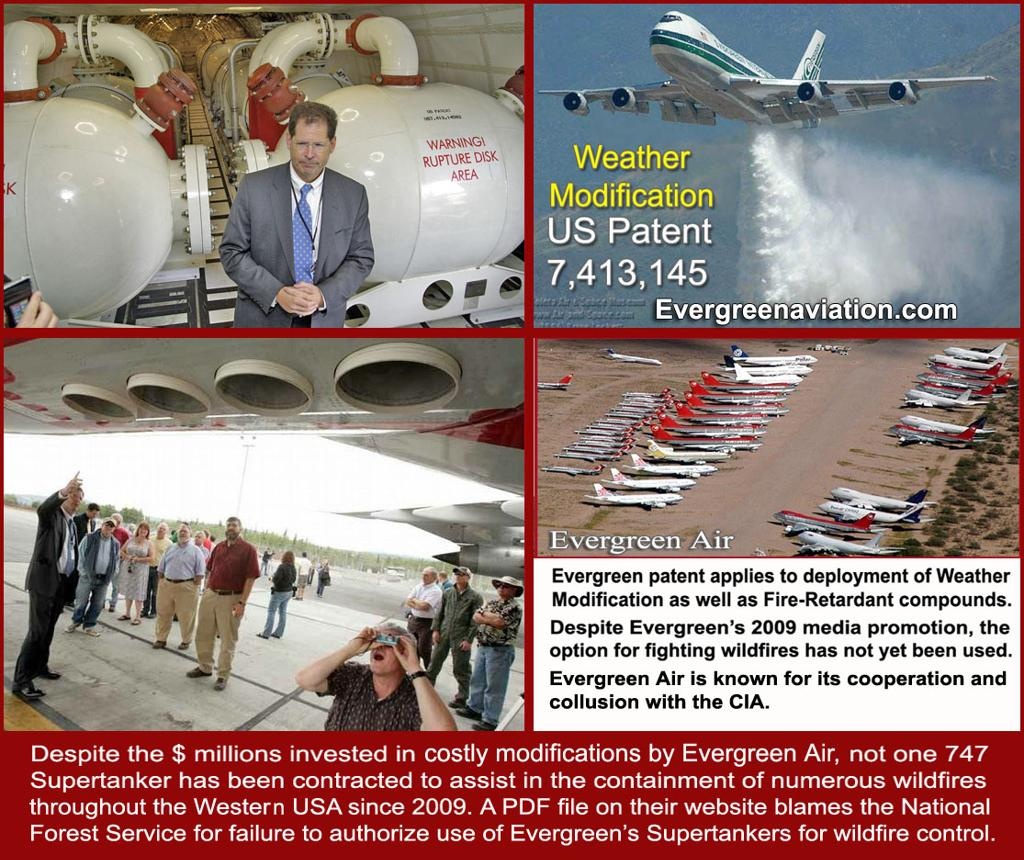 SK
US PATENT
WARNING!
RUPTURE DISK
AREA
Weather
Modification
US Patent
7,413,145
Evergreenaviation.com
Evergreen Air
Evergreen patent applies to deployment of Weather
Modification as well as Fire-Retardant compounds.
Despite Evergreen's 2009 media promotion, the
option for fighting wildfires has not yet been used.
Evergreen Air is known for its cooperation and
collusion with the CIA.
Despite the $ millions invested in costly modifications by Evergreen Air, not one 747
Supertanker has been contracted to assist in the containment of numerous wildfires
throughout the Western USA since 2009. A PDF file on their website blames the National
Forest Service for failure to authorize use of Evergreen's Supertankers for wildfire control.